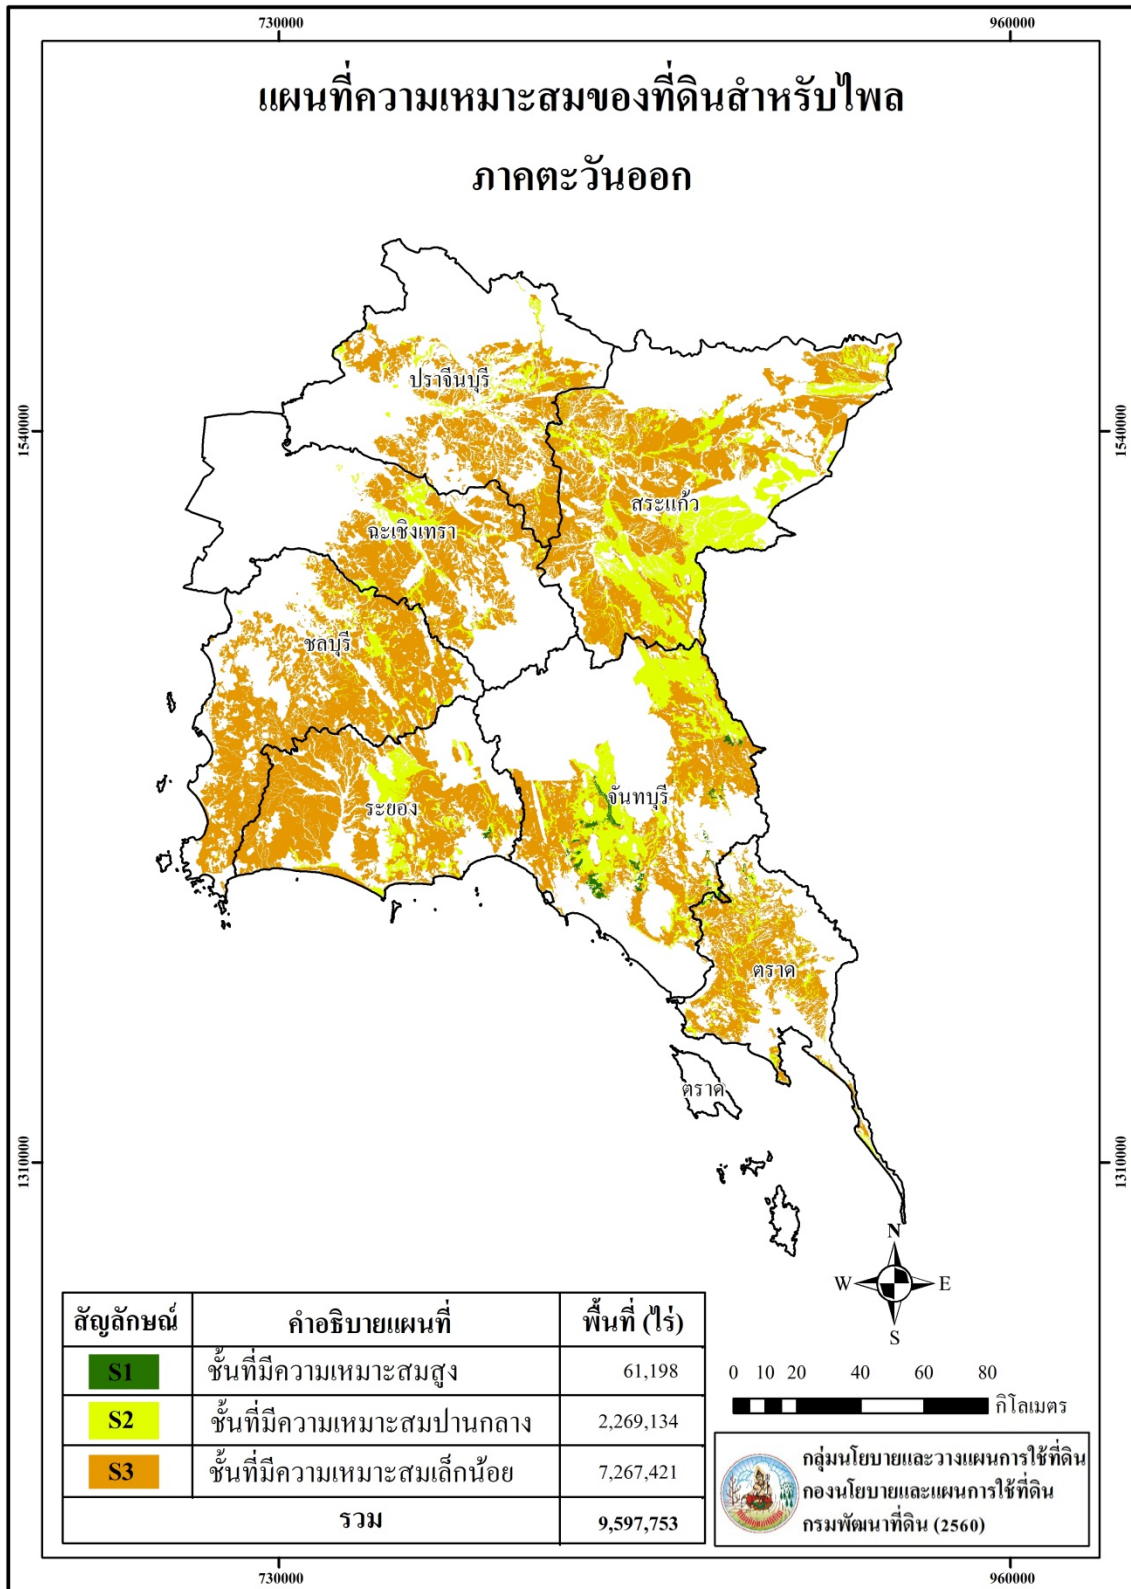 730000 960000
แผนที่ความเหมาะสมของที่ดินสำหรับไพล
ภาคตะวันออก
ปราจีนบุรี
1540000 1540000
สระแก้ว
ฉะเชิงเทรา
ชลบุรี
จันทบุรี
ระยอง
ตราด
ตราด
1310000 1310000
N
W E
S
สัญลักษณ์ คำอธิบายแผนที่ พื้นที่ (ไร่)
S1 ชั้นที่มีความเหมาะสมสูง 61,198
S2 ชั้นที่มีความเหมาะสมปานกลาง 2,269,134
S3 ชั้นที่มีความเหมาะสมเล็กน้อย 7,267,421
รวม 9,597,753
0 10 20 40 60 80
กิโลเมตร
กลุ่มนโยบายและวางแผนการใช้ที่ดิน
กองนโยบายและแผนการใช้ที่ดิน
กรมพัฒนาที่ดิน (2560)
730000 960000